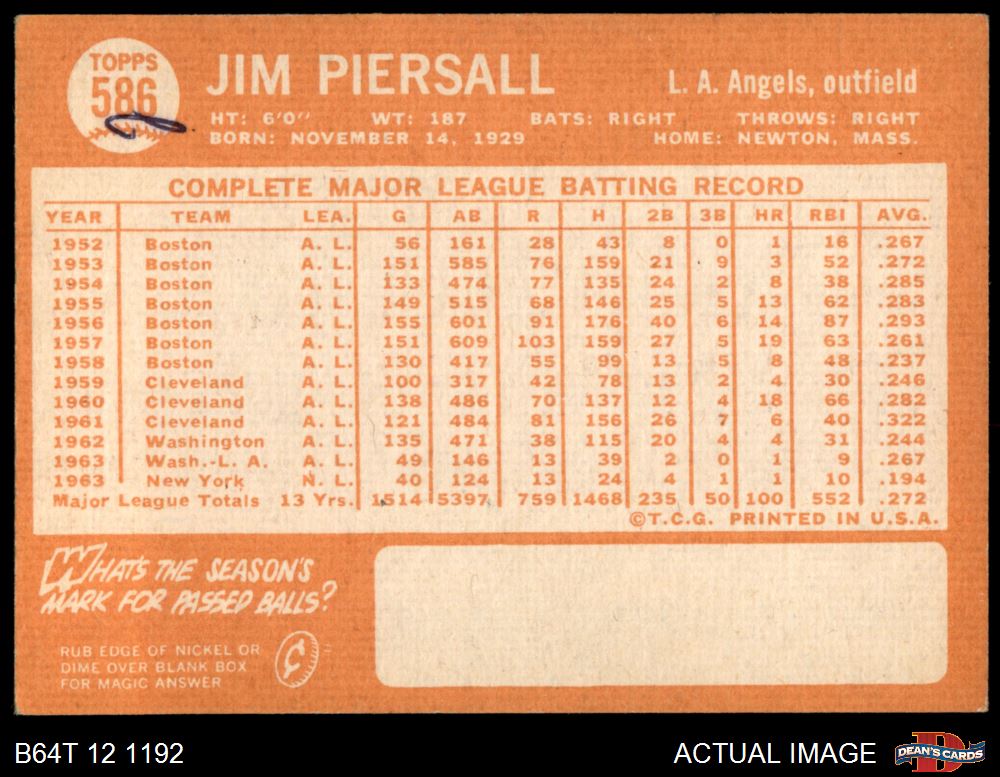 TOPPS
586
JIM PIERSALL
L. A. Angels, outfield
HT: 6'0" WT: 187 BATS: RIGHT THROWS: RIGHT
BORN: NOVEMBER 14, 1929 HOME: NEWTON, MASS.
COMPLETE MAJOR LEAGUE BATTING RECORD
YEAR TEAM LEA. G AB R H 2B 3B HR RBI AVG.
1952 Boston A. L. 56 161 28 43 8 0 1 16 .267
1953 Boston A. L. 151 585 76 159 21 9 3 52 .272
1954 Boston A. L. 133 474 77 135 24 2 8 38 .285
1955 Boston A. L. 149 515 68 146 25 5 13 62 .283
1956 Boston A. L. 155 601 91 176 40 6 14 87 .293
1957 Boston A. L. 151 609 103 159 27 5 19 63 .261
1958 Boston A. L. 130 417 55 99 13 5 8 48 .237
1959 Cleveland A. L. 100 317 42 78 13 2 4 30 .246
1960 Cleveland A. L. 138 486 70 137 12 4 18 66 .282
1961 Cleveland A. L. 121 484 81 156 26 7 6 40 .322
1962 Washington A. L. 135 471 38 115 20 4 4 31 .244
1963 Wash.-L. A. A. L. 49 146 13 39 2 0 1 9 .267
1963 New York N. L. 40 124 13 24 4 1 1 10 .194
Major League Totals 13 Yrs. 1514 5397 759 1468 235 50 100 552 .272
©T.C.G. PRINTED IN U.S.A.
WHAT'S THE SEASON'S
MARK FOR PASSED BALLS?
RUB EDGE OF NICKEL OR
DIME OVER BLANK BOX
FOR MAGIC ANSWER
B64T 12 1192
ACTUAL IMAGE
DEAN'S CARDS